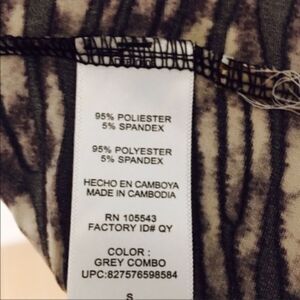 95% POLIESTER
5% SPANDEX
95% POLYESTER
5% SPANDEX
HECHO EN CAMBOYA
MADE IN CAMBODIA
RN 105543
FACTORY ID# QY
COLOR :
GREY COMBO
UPC:827576598584
S